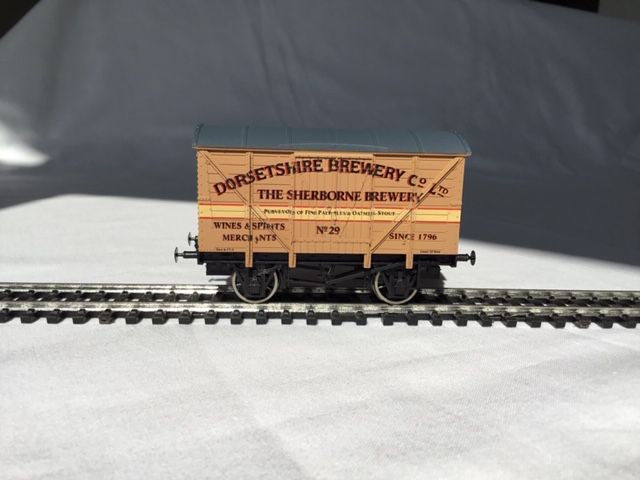 DORSETSHIRE BREWERY Cº LTD
THE SHERBORNE BREWERY
PURVEYORS OF FINE PALE ALES & OATMEAL STOUT
WINES & SPIRITS
MERCHANTS
Nº 29
SINCE 1796